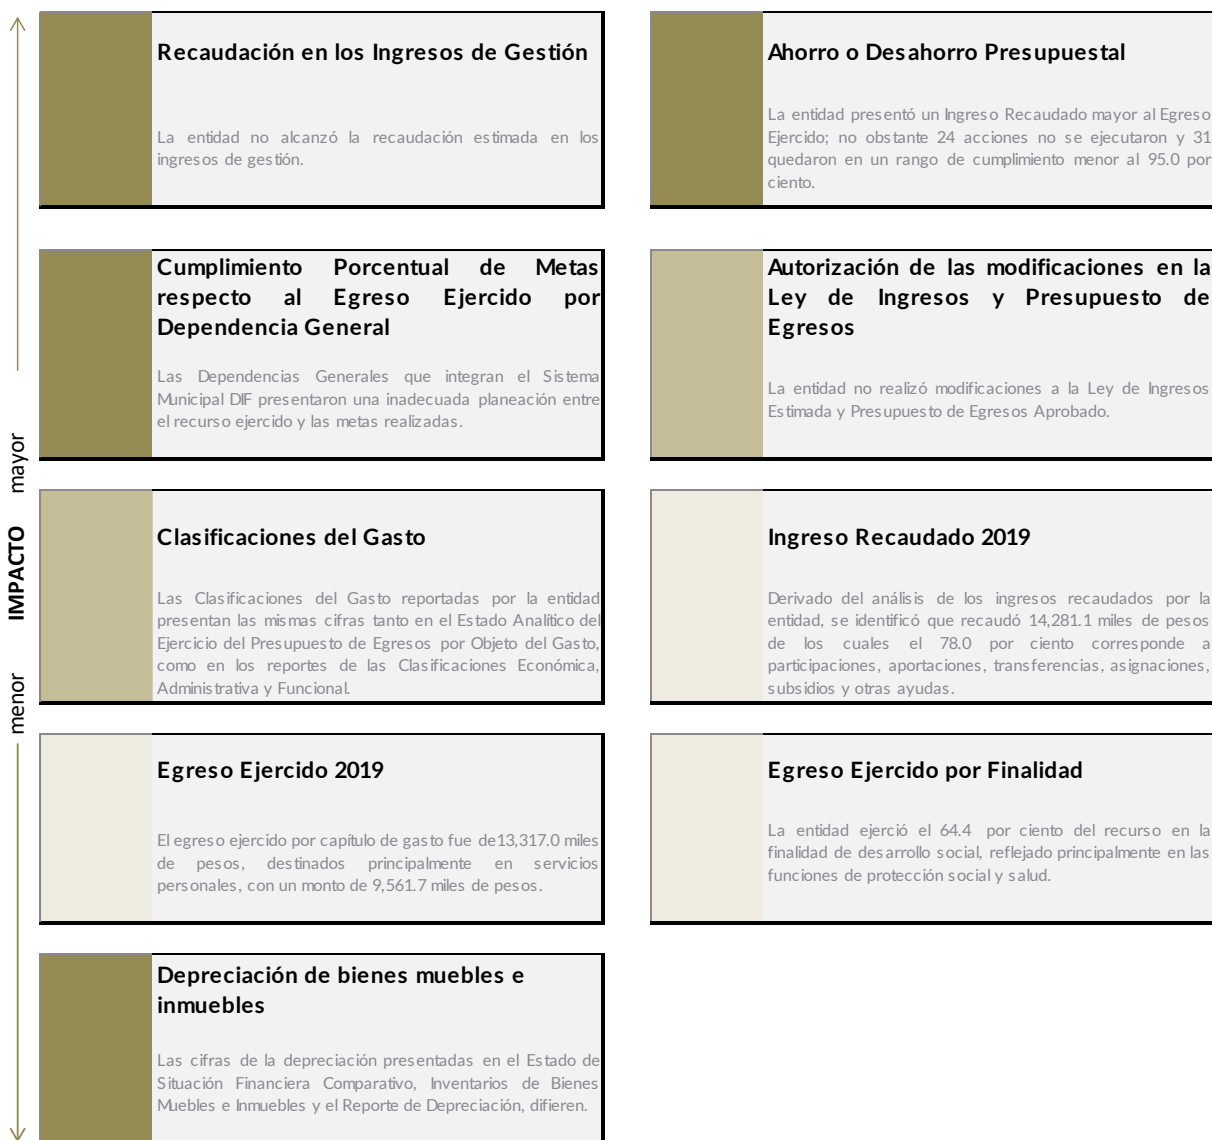 Recaudación en los Ingresos de Gestión
La entidad no alcanzó la recaudación estimada en los
ingresos de gestión.
Ahorro o Desahorro Presupuestal
La entidad presentó un Ingreso Recaudado mayor al Egreso
Ejercido; no obstante 24 acciones no se ejecutaron y 31
quedaron en un rango de cumplimiento menor al 95.0 por
ciento.
Cumplimiento Porcentual de Metas
respecto al Egreso Ejercido por
Dependencia General
Las Dependencias Generales que integran el Sistema
Municipal DIF presentaron una inadecuada planeación entre
el recurso ejercido y las metas realizadas.
Autorización de las modificaciones en la
Ley de Ingresos y Presupuesto de
Egresos
La entidad no realizó modificaciones a la Ley de Ingresos
Estimada y Presupuesto de Egresos Aprobado.
mayor
IMPACTO
menor
Clasificaciones del Gasto
Las Clasificaciones del Gasto reportadas por la entidad
presentan las mismas cifras tanto en el Estado Analítico del
Ejercicio del Presupuesto de Egresos por Objeto del Gasto,
como en los reportes de las Clasificaciones Económica,
Administrativa y Funcional.
Ingreso Recaudado 2019
Derivado del análisis de los ingresos recaudados por la
entidad, se identificó que recaudó 14,281.1 miles de pesos
de los cuales el 78.0 por ciento corresponde a
participaciones, aportaciones, transferencias, asignaciones,
subsidios y otras ayudas.
Egreso Ejercido 2019
El egreso ejercido por capítulo de gasto fue de13,317.0 miles
de pesos, destinados principalmente en servicios
personales, con un monto de 9,561.7 miles de pesos.
Egreso Ejercido por Finalidad
La entidad ejerció el 64.4 por ciento del recurso en la
finalidad de desarrollo social, reflejado principalmente en las
funciones de protección social y salud.
Depreciación de bienes muebles e
inmuebles
Las cifras de la depreciación presentadas en el Estado de
Situación Financiera Comparativo, Inventarios de Bienes
Muebles e Inmuebles y el Reporte de Depreciación, difieren.